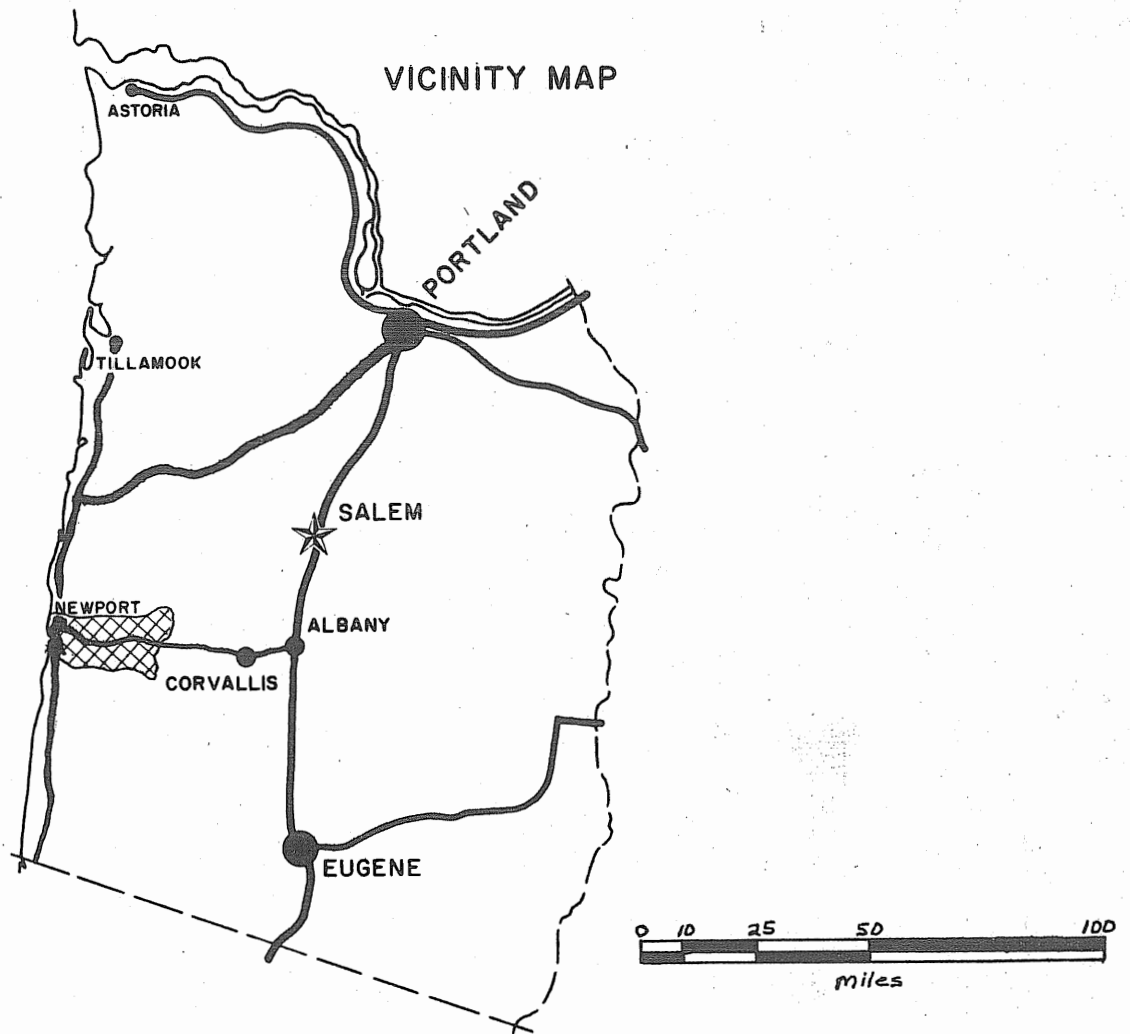 VICINITY MAP
ASTORIA
PORTLAND
TILLAMOOK
SALEM
NEWPORT
ALBANY
CORVALLIS
EUGENE
0 10 25 50 100
miles